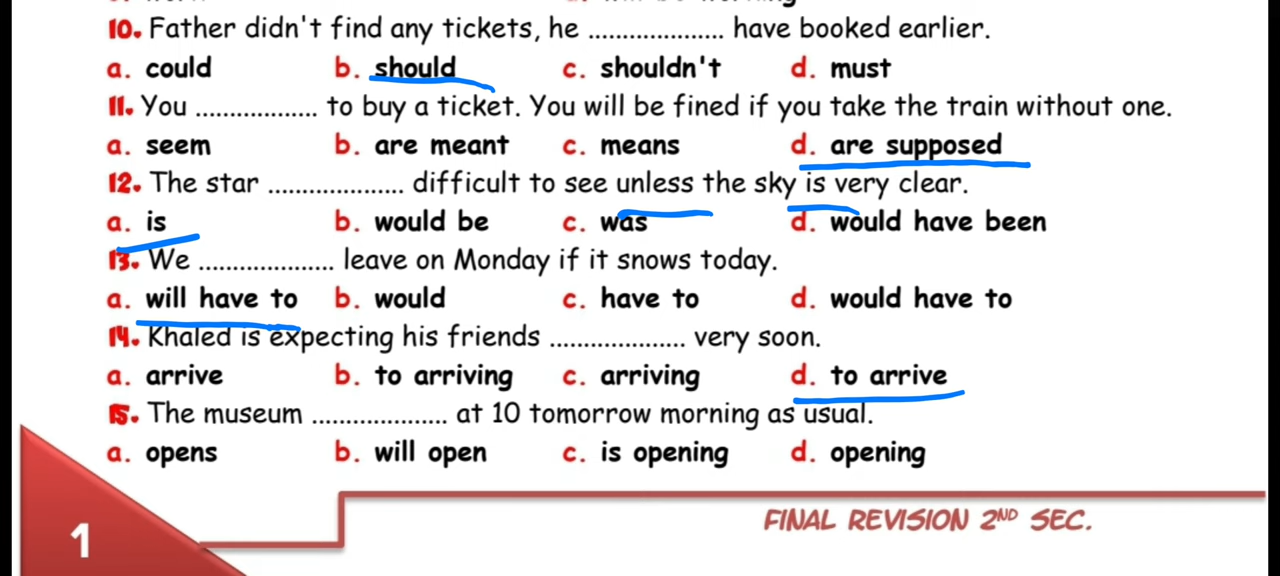 10. Father didn't find any tickets, he .................... have booked earlier.
a. could b. should c. shouldn't d. must
11. You .................. to buy a ticket. You will be fined if you take the train without one.
a. seem b. are meant c. means d. are supposed
12. The star .................... difficult to see unless the sky is very clear.
a. is b. would be c. was d. would have been
13. We .................... leave on Monday if it snows today.
a. will have to b. would c. have to d. would have to
14. Khaled is expecting his friends .................... very soon.
a. arrive b. to arriving c. arriving d. to arrive
15. The museum .................... at 10 tomorrow morning as usual.
a. opens b. will open c. is opening d. opening
1
FINAL REVISION 2ND SEC.